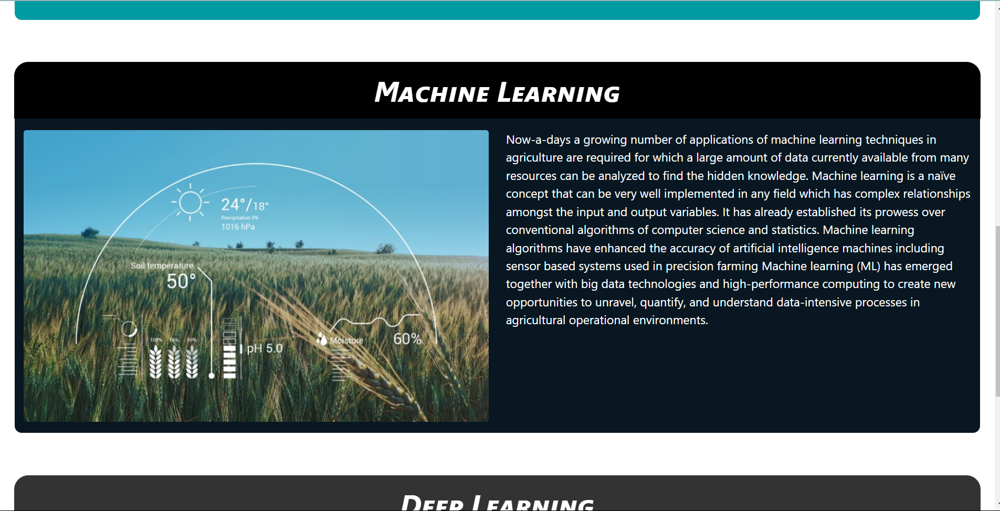 Machine Learning
24°/18°
Percipitation 5%
1016 hPa
Soil temperature
50°
100% 75% 50%
pH 5.0
Moisture
60%
Now-a-days a growing number of applications of machine learning techniques in
agriculture are required for which a large amount of data currently available from many
resources can be analyzed to find the hidden knowledge. Machine learning is a naïve
concept that can be very well implemented in any field which has complex relationships
amongst the input and output variables. It has already established its prowess over
conventional algorithms of computer science and statistics. Machine learning
algorithms have enhanced the accuracy of artificial intelligence machines including
sensor based systems used in precision farming Machine learning (ML) has emerged
together with big data technologies and high-performance computing to create new
opportunities to unravel, quantify, and understand data-intensive processes in
agricultural operational environments.
Deep Learning